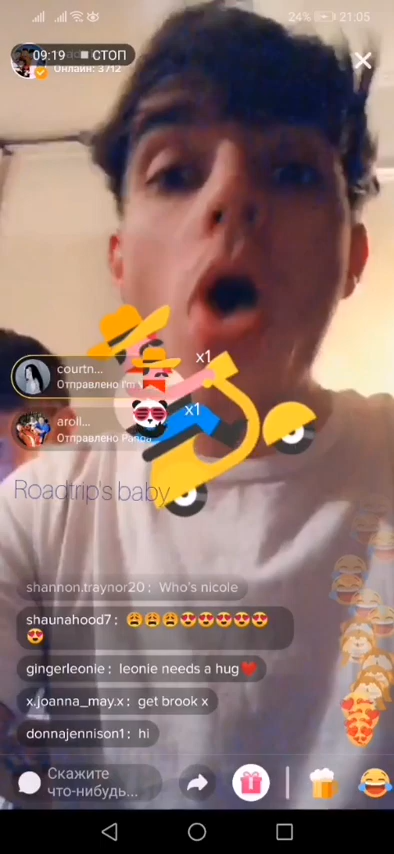 24% 21:05
09:19 СТОП
Онлайн: 3712
x1
courtn...
Отправлено I'm
x1
aroll...
Отправлено Panda
Roadtrip's baby
shannon.traynor20: Who's nicole
shaunahood7: 😩😩😩😍😍😍😍😍😍
gingerleonie: leonie needs a hug❤️
x.joanna_may.x: get brook x
donnajennison1: hi
Скажите
что-нибудь...